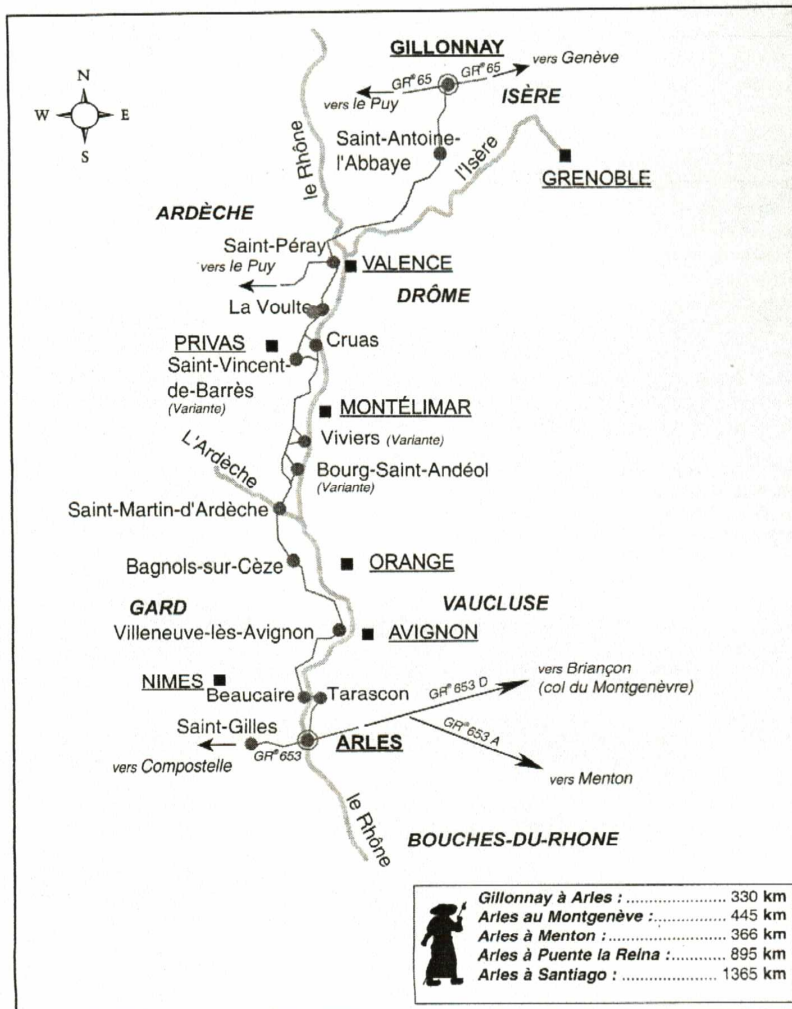 GILLONNAY
vers Genève
GR®65
GR®65
vers le Puy
ISÈRE
N
W
E
S
Saint-Antoine-
l'Abbaye
le Rhône
l'Isère
GRENOBLE
ARDÈCHE
Saint-Péray
vers le Puy
VALENCE
DRÔME
La Voulte
PRIVAS
Cruas
Saint-Vincent-
de-Barrès
(Variante)
MONTÉLIMAR
Viviers (Variante)
L'Ardèche
Bourg-Saint-Andéol
(Variante)
Saint-Martin-d'Ardèche
Bagnols-sur-Cèze
ORANGE
GARD
VAUCLUSE
Villeneuve-lès-Avignon
AVIGNON
NIMES
Beaucaire
Tarascon
GR®653 D
vers Briançon
(col du Montgenèvre)
Saint-Gilles
GR®653
ARLES
GR®653 A
vers Compostelle
vers Menton
le Rhône
BOUCHES-DU-RHONE
Gillonnay à Arles : ...................... 330 km
Arles au Montgenève : ............... 445 km
Arles à Menton : ........................ 366 km
Arles à Puente la Reina : ........... 895 km
Arles à Santiago : .................... 1365 km